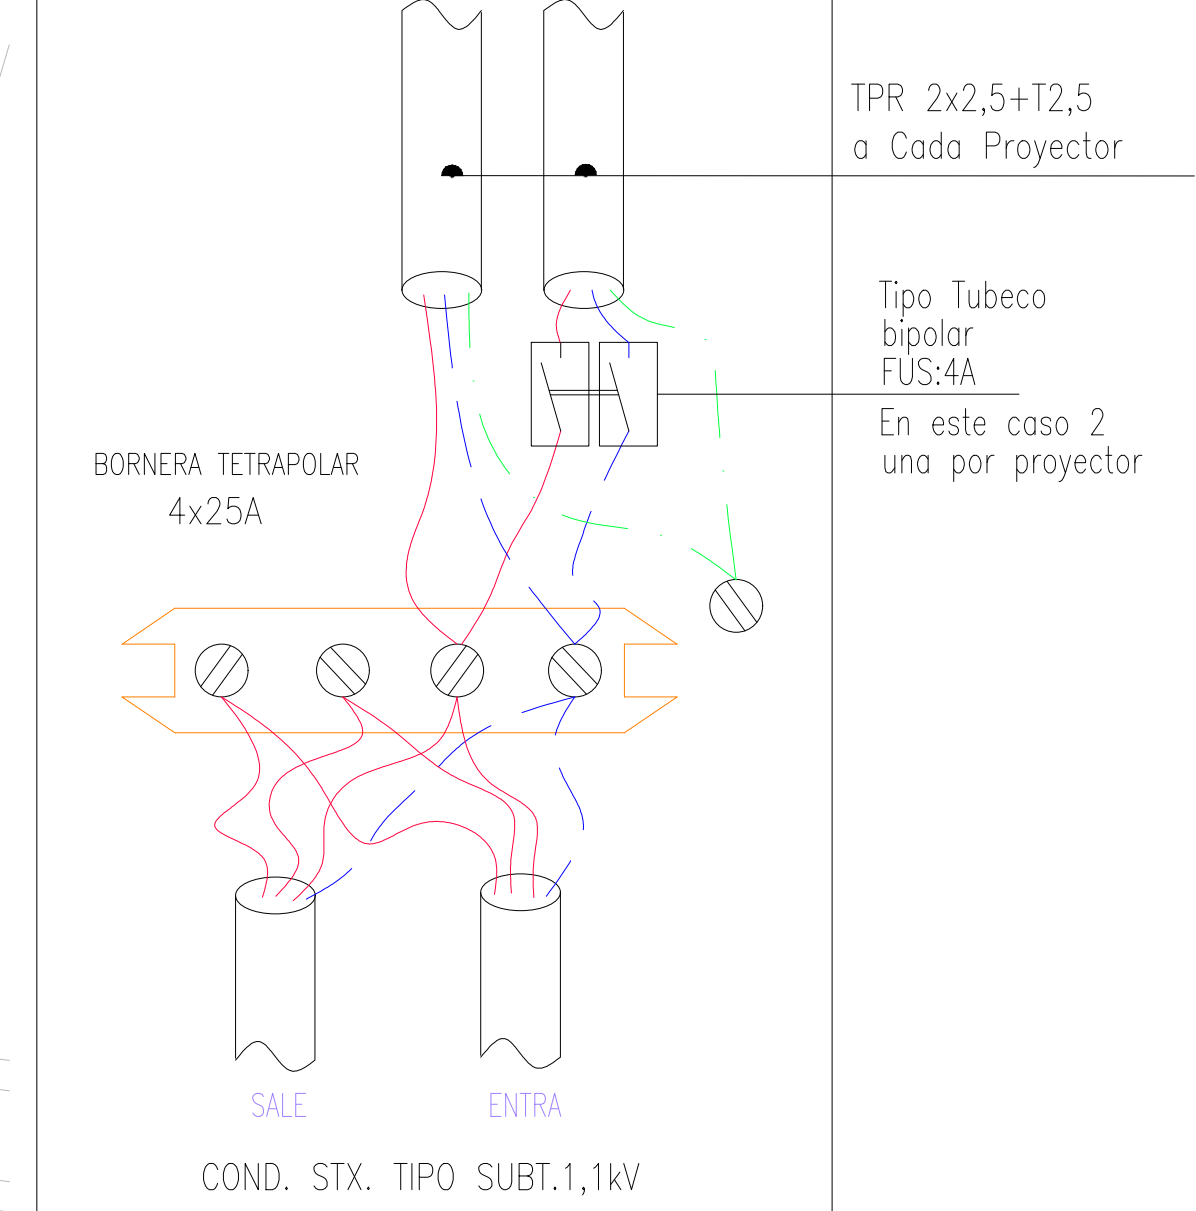 TPR 2x2,5+T2,5
a Cada Proyector
Tipo Tubeco
bipolar
FUS:4A
En este caso 2
una por proyector
BORNERA TETRAPOLAR
4x25A
SALE
ENTRA
COND. STX. TIPO SUBT.1,1kV